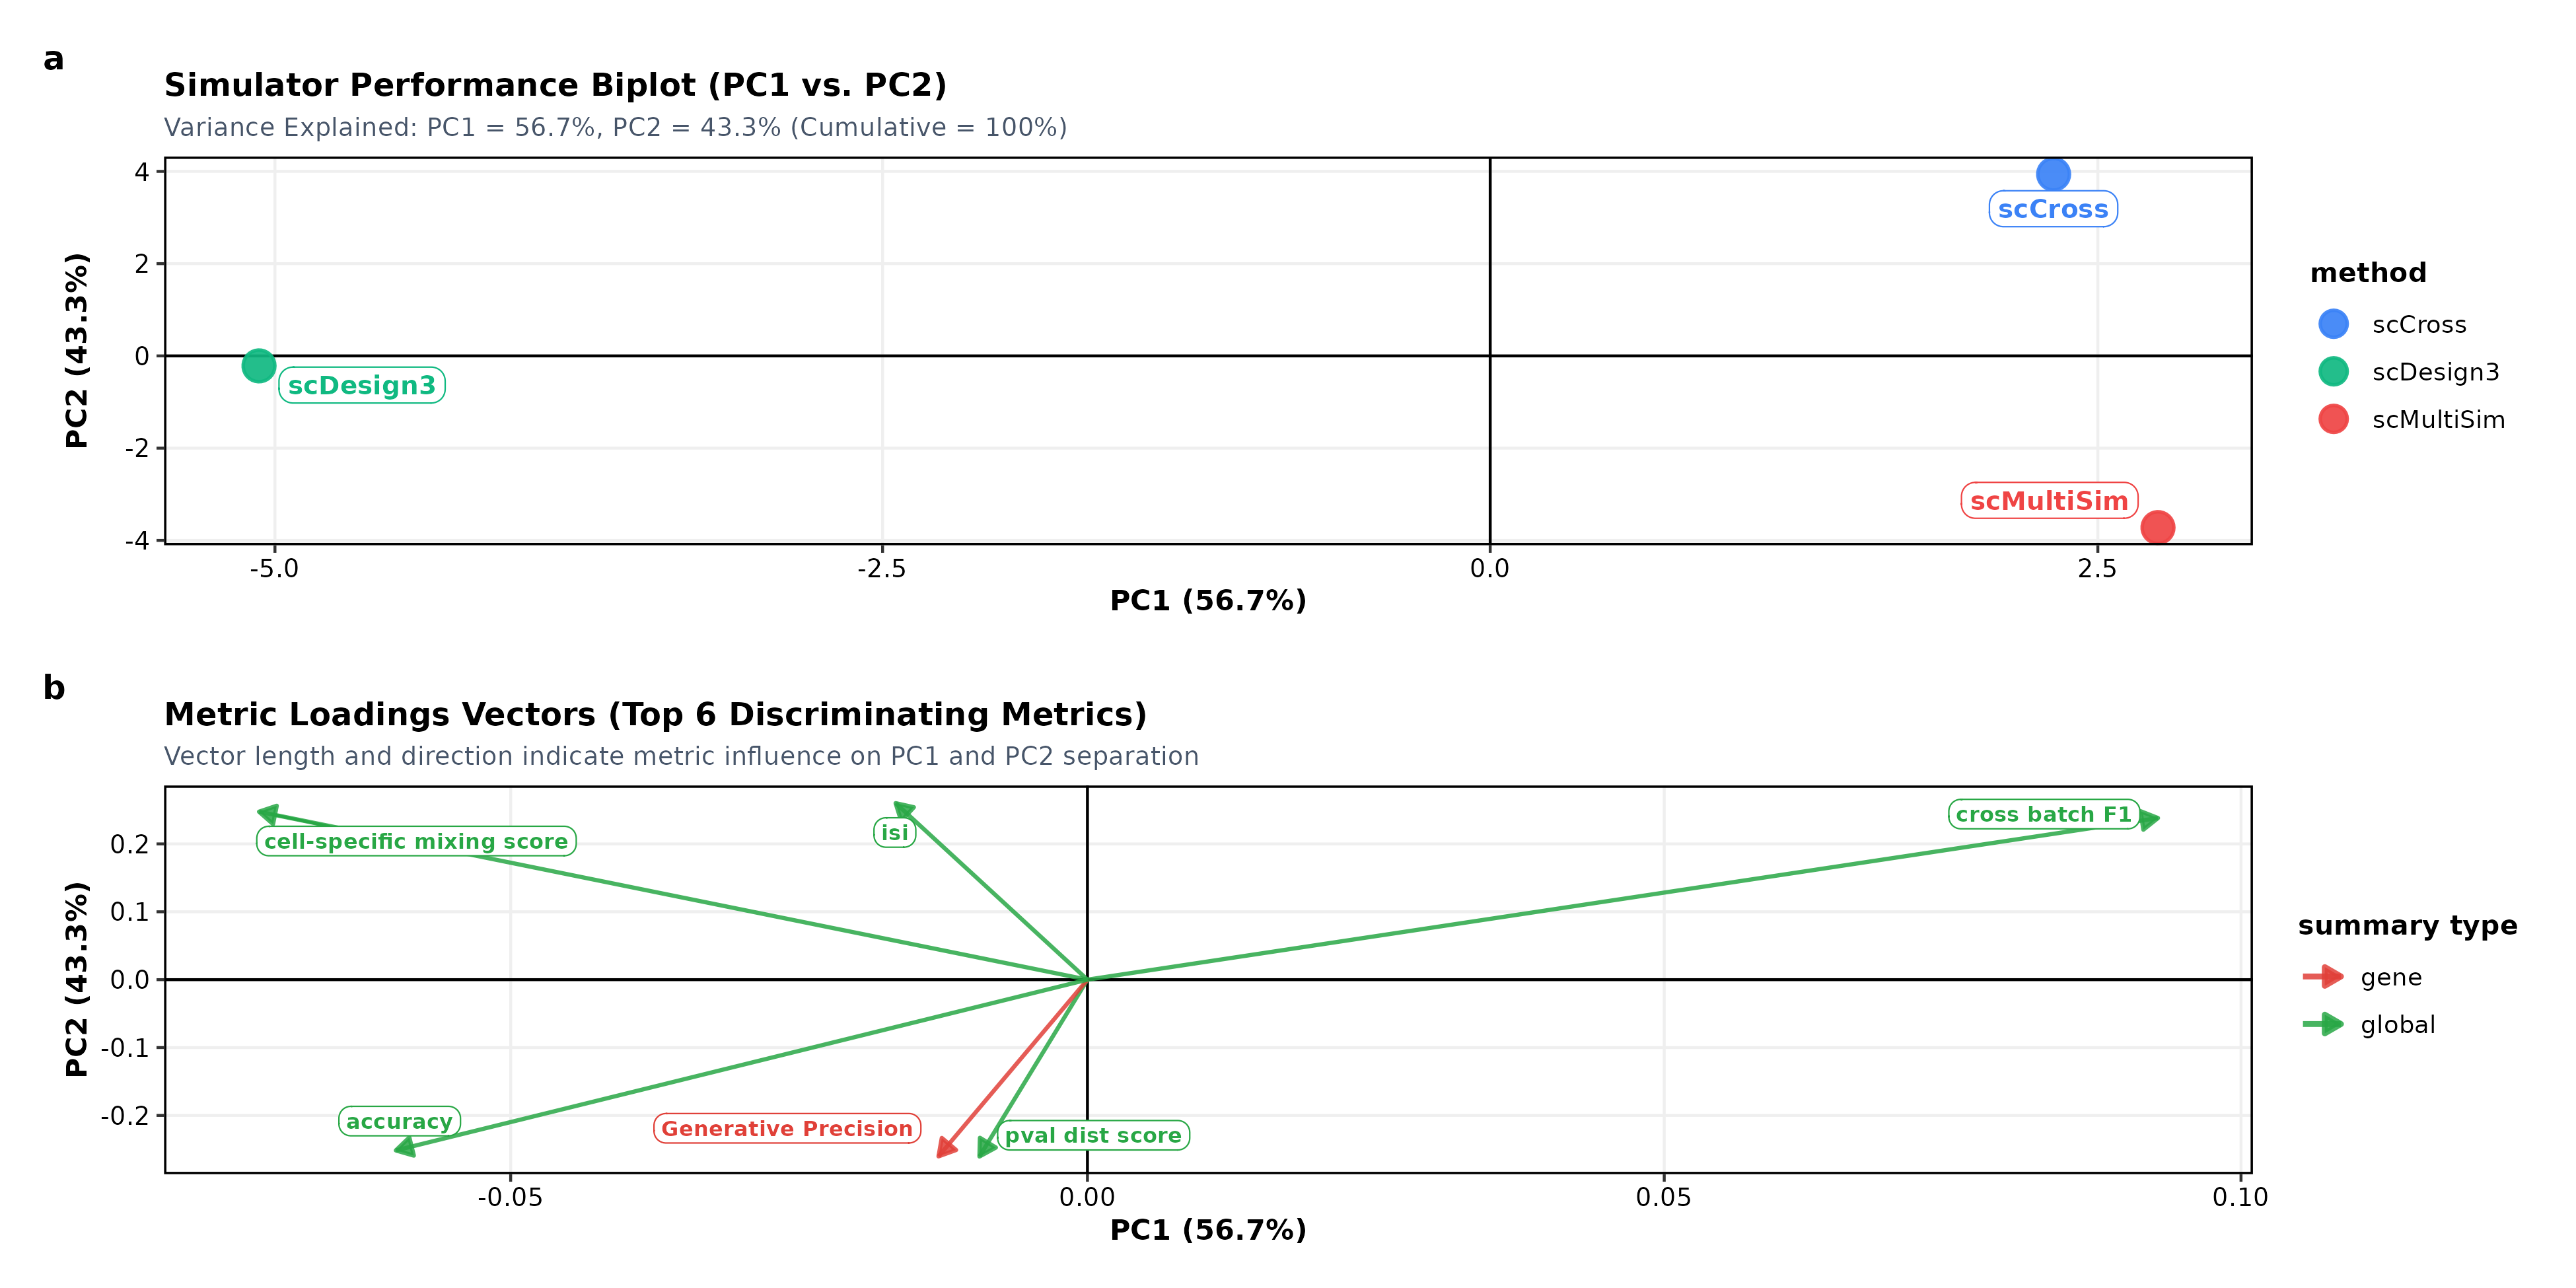 a
Simulator Performance Biplot (PC1 vs. PC2)
Variance Explained: PC1 = 56.7%, PC2 = 43.3% (Cumulative = 100%)
PC2 (43.3%)
4
2
0
-2
-4
scCross
scDesign3
scMultiSim
-5.0
-2.5
0.0
2.5
PC1 (56.7%)
method
scCross
scDesign3
scMultiSim
b
Metric Loadings Vectors (Top 6 Discriminating Metrics)
Vector length and direction indicate metric influence on PC1 and PC2 separation
PC2 (43.3%)
0.2
0.1
0.0
-0.1
-0.2
cell-specific mixing score
isi
cross batch F1
accuracy
Generative Precision
pval dist score
-0.05
0.00
0.05
0.10
PC1 (56.7%)
summary type
gene
global